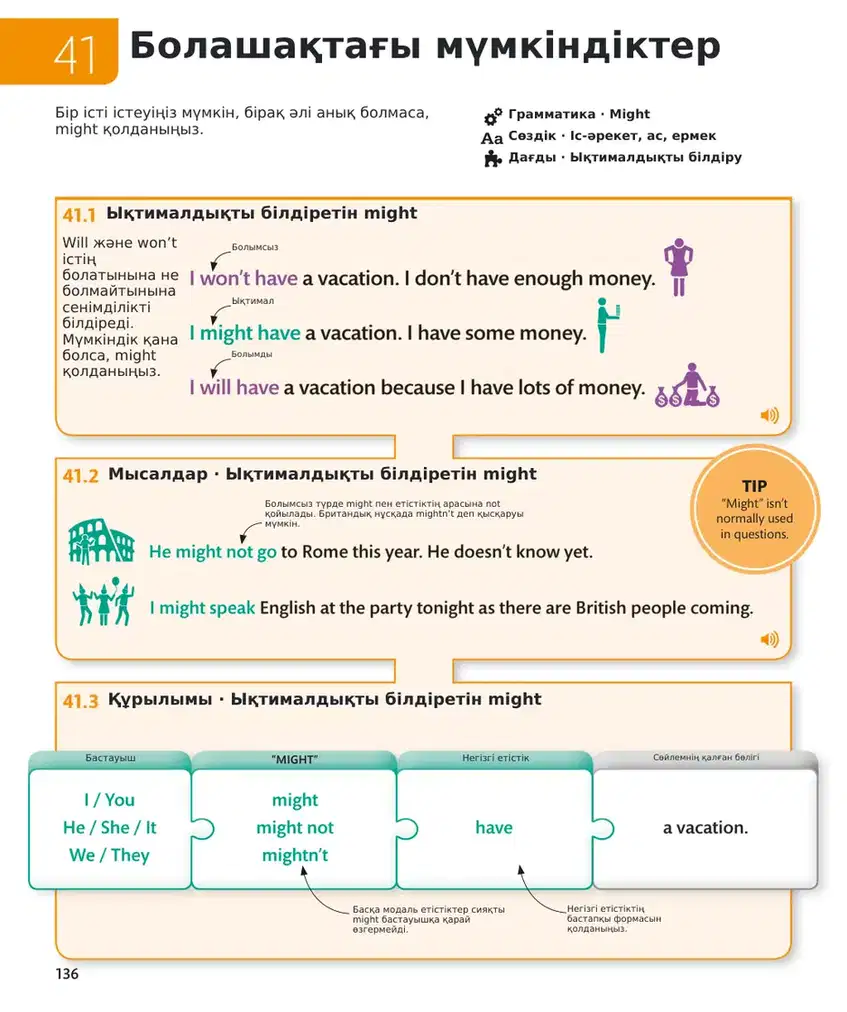 41
Болашақтағы мүмкіндіктер
Бір істі істеуіңіз мүмкін, бірақ әлі анық болмаса,
might қолданыңыз.
Грамматика · Might
Aa Сөздік · Іс-әрекет, ас, ермек
Дағды · Ықтималдықты білдіру
41.1 Ықтималдықты білдіретін might
Will және won’t
істің
болатынына не
болмайтынына
сенімділікті
білдіреді.
Мүмкіндік қана
болса, might
қолданыңыз.
Болымсыз
I won’t have a vacation. I don’t have enough money.
Ықтимал
I might have a vacation. I have some money.
Болымды
I will have a vacation because I have lots of money.
$ $ $
41.2 Мысалдар · Ықтималдықты білдіретін might
TIP
“Might” isn’t
normally used
in questions.
Болымсыз түрде might пен етістіктің арасына not
қойылады. Британдық нұсқада mightn't деп қысқаруы
мүмкін.
He might not go to Rome this year. He doesn’t know yet.
I might speak English at the party tonight as there are British people coming.
41.3 Құрылымы · Ықтималдықты білдіретін might
Бастауыш
I / You
He / She / It
We / They
“MIGHT”
might
might not
mightn’t
Негізгі етістік
have
Сөйлемнің қалған бөлігі
a vacation.
Басқа модаль етістіктер сияқты
might бастауышқа қарай
өзгермейді.
Негізгі етістіктің
бастапқы формасын
қолданыңыз.
136